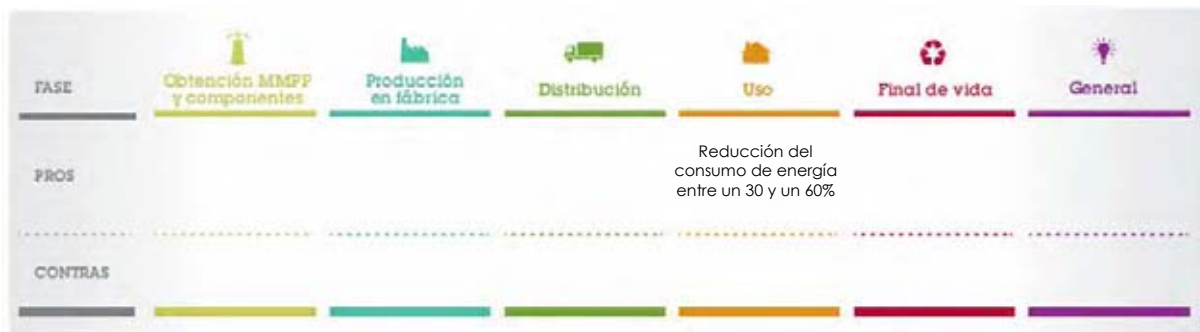 FASE
Obtención MMPP
y componentes
Producción
en fábrica
Distribución
Uso
Final de vida
General
PROS
Reducción del
consumo de energía
entre un 30 y un 60%
CONTRAS